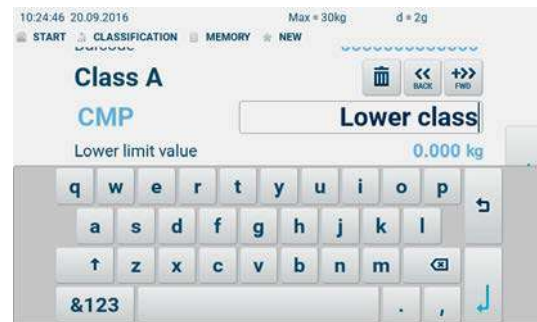 10:24:46 20.09.2016 Max = 30kg d = 2g
START CLASSIFICATION MEMORY NEW
Class A
BACK FWD
CMP Lower class
Lower limit value 0.000 kg
q w e r t y u i o p
a s d f g h j k l
z x c v b n m
&123 . ,